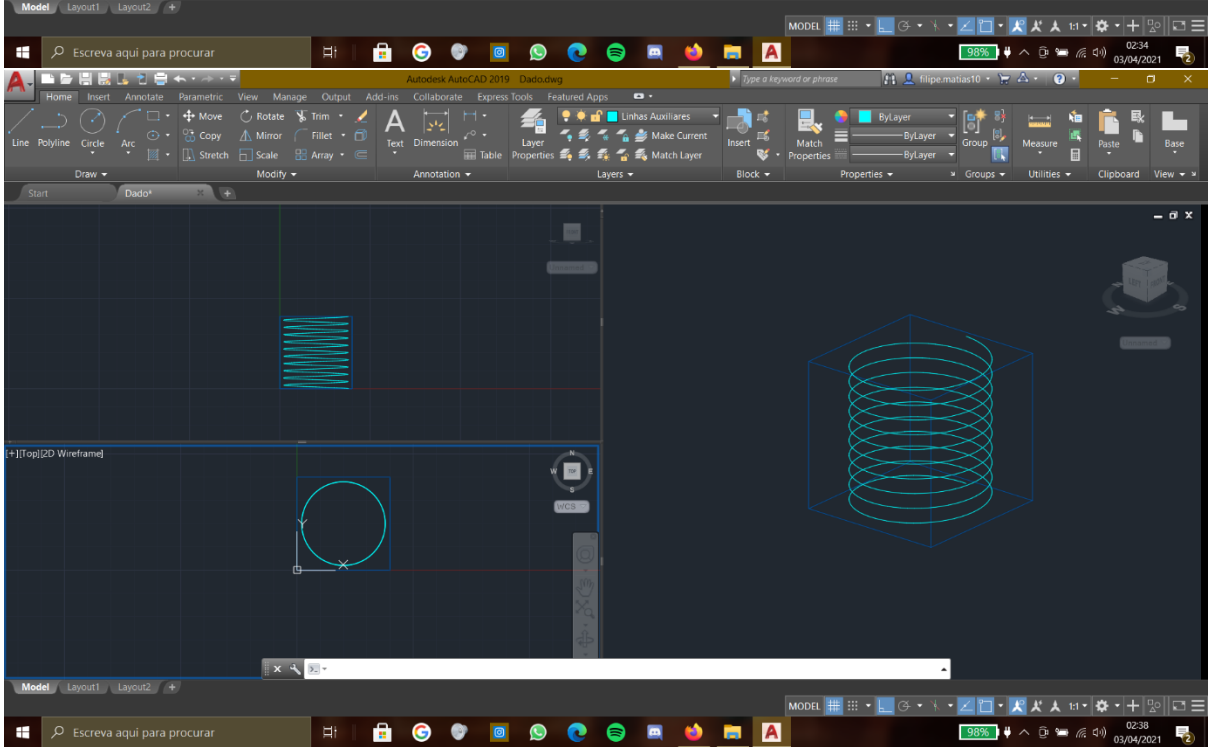 Model Layout1 Layout2 +
MODEL 1:1
Escreva aqui para procurar 98% 02:34
03/04/2021 2
Autodesk AutoCAD 2019 Dado.dwg Type a keyword or phrase filipe.matias10
Home Insert Annotate Parametric View Manage Output Add-ins Collaborate Express Tools Featured Apps
Move Rotate Trim Linhas Auxiliares ByLayer
Line Polyline Circle Arc Copy Mirror Fillet Text Dimension Layer Properties Make Current Insert Match Properties ByLayer Group Measure Paste Base
Stretch Scale Array Table Match Layer ByLayer
Draw Modify Annotation Layers Block Properties Groups Utilities Clipboard View
Start Dado* +
[+][Top][2D Wireframe]
N
W TOP E
S
WCS
Y
X
Model Layout1 Layout2 +
MODEL 1:1
Escreva aqui para procurar 98% 02:38
03/04/2021 2